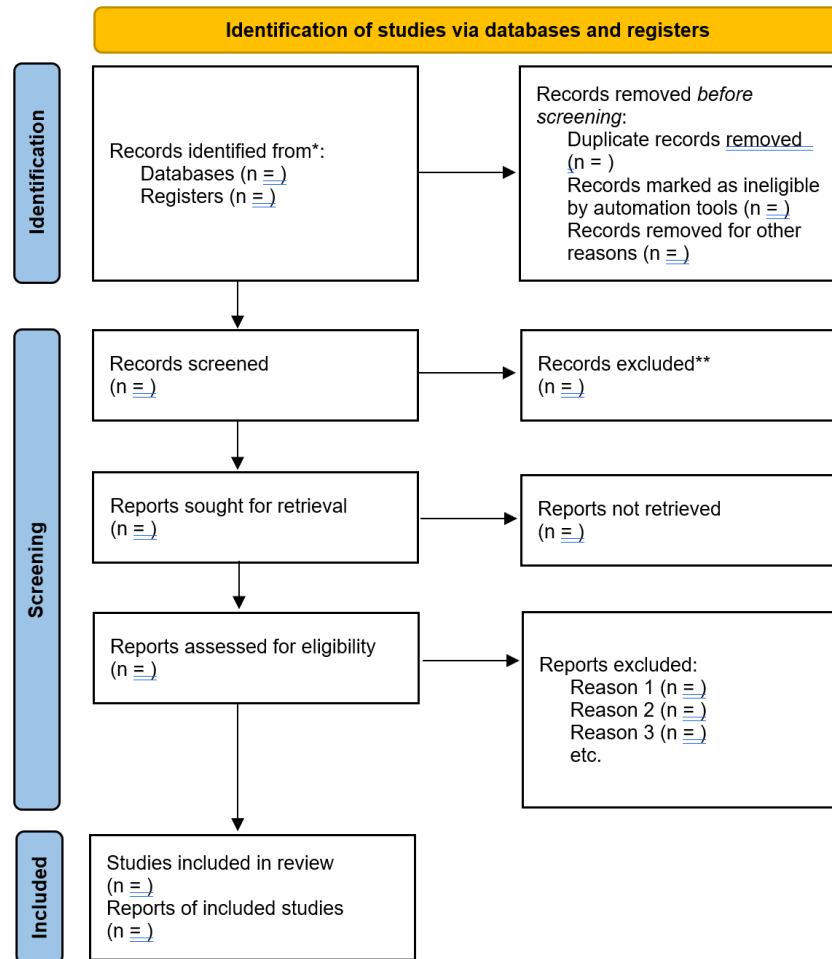 Identification of studies via databases and registers
Identification
Records identified from*:
Databases (n = )
Registers (n = )
Records removed before
screening:
Duplicate records removed
(n = )
Records marked as ineligible
by automation tools (n = )
Records removed for other
reasons (n = )
Screening
Records screened
(n = )
Records excluded**
(n = )
Reports sought for retrieval
(n = )
Reports not retrieved
(n = )
Reports assessed for eligibility
(n = )
Reports excluded:
Reason 1 (n = )
Reason 2 (n = )
Reason 3 (n = )
etc.
Included
Studies included in review
(n = )
Reports of included studies
(n = )